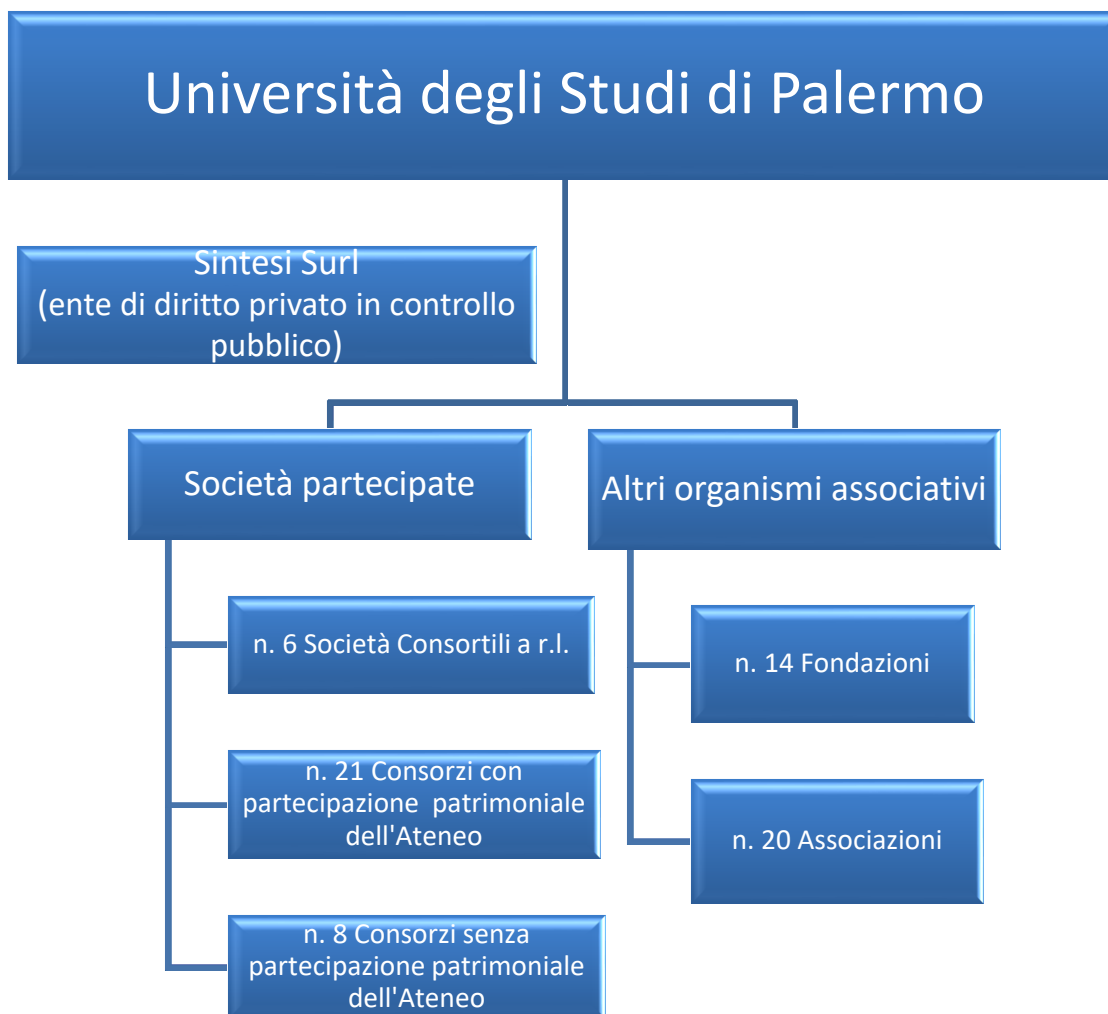 Università degli Studi di Palermo
Sintesi Surl
(ente di diritto privato in controllo
pubblico)
Società partecipate
Altri organismi associativi
n. 6 Società Consortili a r.l.
n. 14 Fondazioni
n. 21 Consorzi con
partecipazione patrimoniale
dell'Ateneo
n. 20 Associazioni
n. 8 Consorzi senza
partecipazione patrimoniale
dell'Ateneo